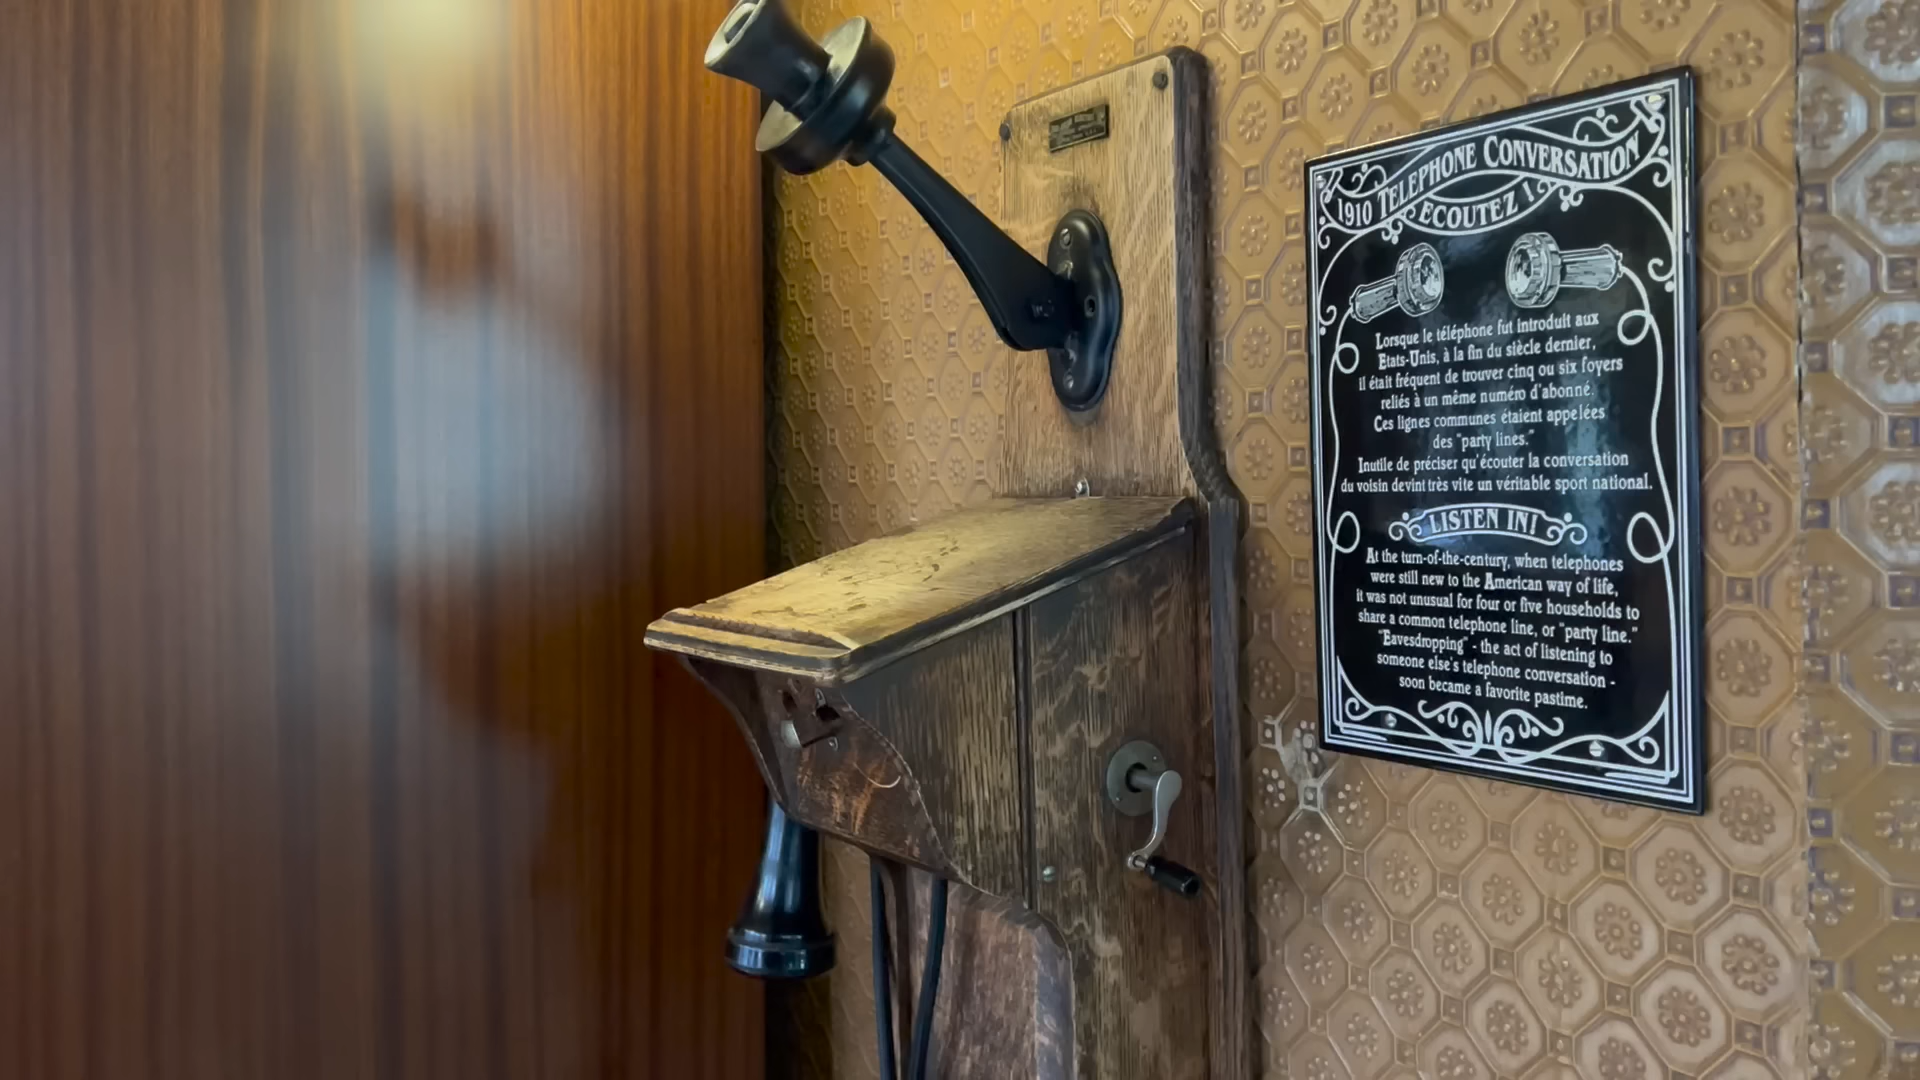 1910 TELEPHONE CONVERSATION
ECOUTEZ !
Lorsque le téléphone fut introduit aux
Etats-Unis, à la fin du siècle dernier,
il était fréquent de trouver cinq ou six foyers
reliés à un même numéro d'abonné.
Ces lignes communes étaient appelées
des "party lines."
Inutile de préciser qu'écouter la conversation
du voisin devint très vite un véritable sport national.
LISTEN IN!
At the turn-of-the-century, when telephones
were still new to the American way of life,
it was not unusual for four or five households to
share a common telephone line, or "party line."
"Eavesdropping" - the act of listening to
someone else's telephone conversation -
soon became a favorite pastime.